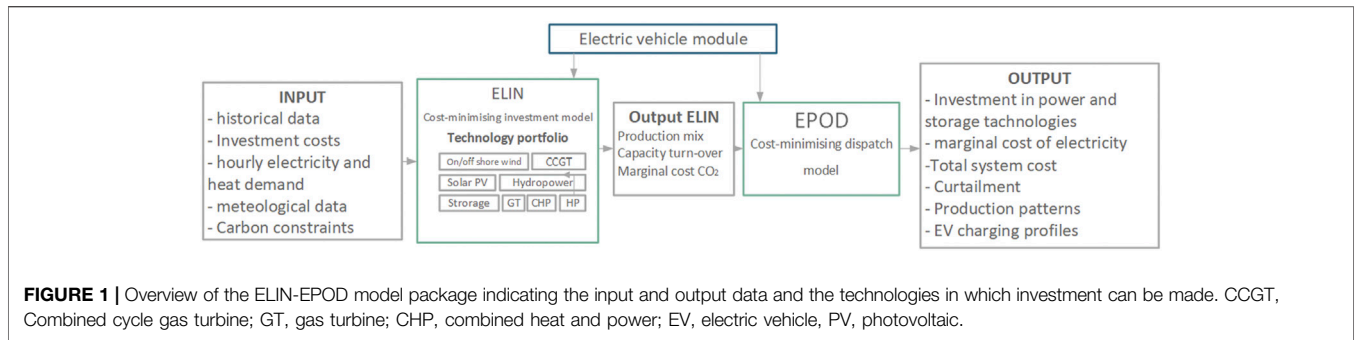 Electric vehicle module
INPUT
- historical data
- Investment costs
- hourly electricity and
heat demand
- meteological data
- Carbon constraints
ELIN
Cost-minimising investment model
Technology portfolio
On/off shore wind
CCGT
Solar PV
Hydropower
Strorage
GT
CHP
HP
Output ELIN
Production mix
Capacity turn-over
Marginal cost CO₂
EPOD
Cost-minimising dispatch
model
OUTPUT
- Investment in power and
storage tachnologies
- marginal cost of electricity
-Total system cost
- Curtailment
- Production patterns
- EV charging profiles
FIGURE 1 | Overview of the ELIN-EPOD model package indicating the input and output data and the technologies in which investment can be made. CCGT,
Combined cycle gas turbine; GT, gas turbine; CHP, combined heat and power; EV, electric vehicle, PV, photovoltaic.